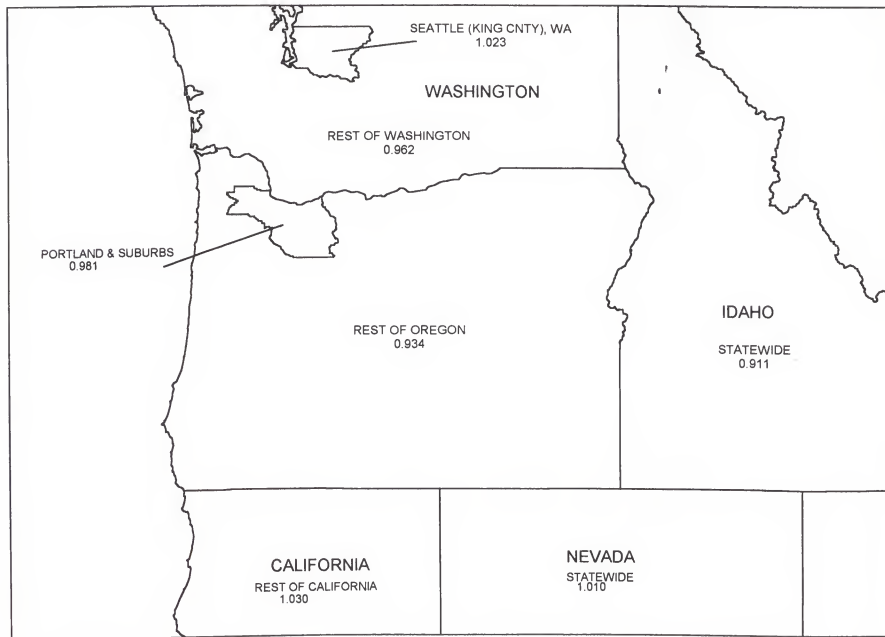 SEATTLE (KING CNTY), WA
1.023
WASHINGTON
REST OF WASHINGTON
0.962
PORTLAND & SUBURBS
0.981
REST OF OREGON
0.934
IDAHO
STATEWIDE
0.911
CALIFORNIA
REST OF CALIFORNIA
1.030
NEVADA
STATEWIDE
1.010